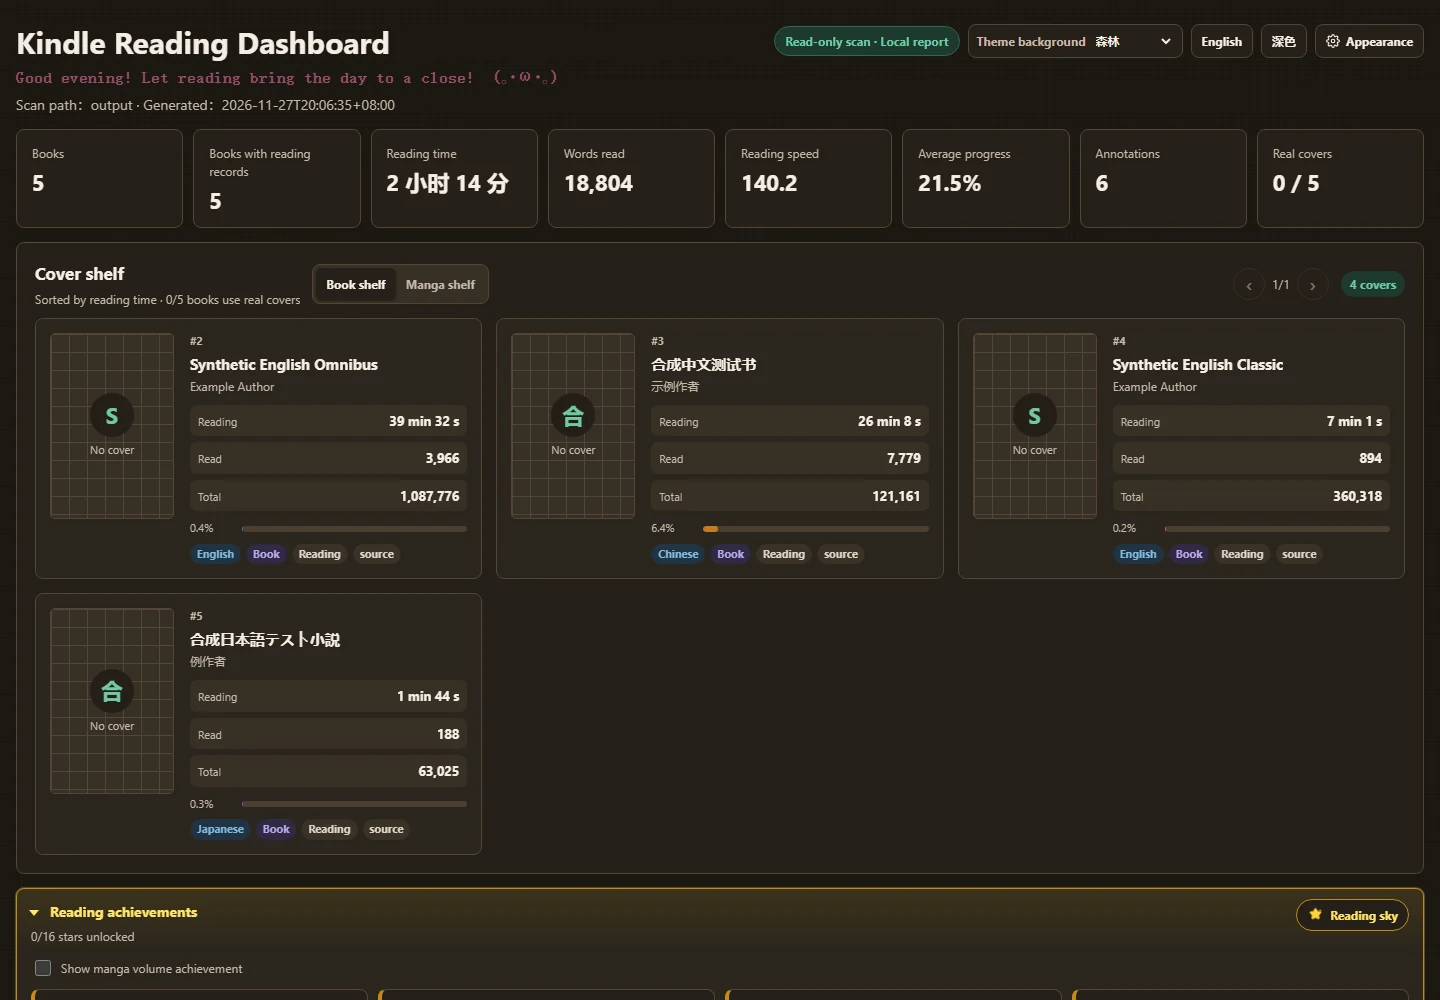 Kindle Reading Dashboard
Read-only scan · Local report
Theme background 森林
English
深色
Appearance
Good evening! Let reading bring the day to a close! (｡･ω･｡)
Scan path： output · Generated： 2026-11-27T20:06:35+08:00
Books
5
Books with reading records
5
Reading time
2 小时 14 分
Words read
18,804
Reading speed
140.2
Average progress
21.5%
Annotations
6
Real covers
0 / 5
Cover shelf
Sorted by reading time · 0/5 books use real covers
Book shelf
Manga shelf
‹
1/1
›
4 covers
S
No cover
#2
Synthetic English Omnibus
Example Author
Reading 39 min 32 s
Read 3,966
Total 1,087,776
0.4%
English Book Reading source
合
No cover
#3
合成中文测试书
示例作者
Reading 26 min 8 s
Read 7,779
Total 121,161
6.4%
Chinese Book Reading source
S
No cover
#4
Synthetic English Classic
Example Author
Reading 7 min 1 s
Read 894
Total 360,318
0.2%
English Book Reading source
合
No cover
#5
合成日本語テスト小説
例作者
Reading 1 min 44 s
Read 188
Total 63,025
0.3%
Japanese Book Reading source
Reading achievements
0/16 stars unlocked
Reading sky
Show manga volume achievement